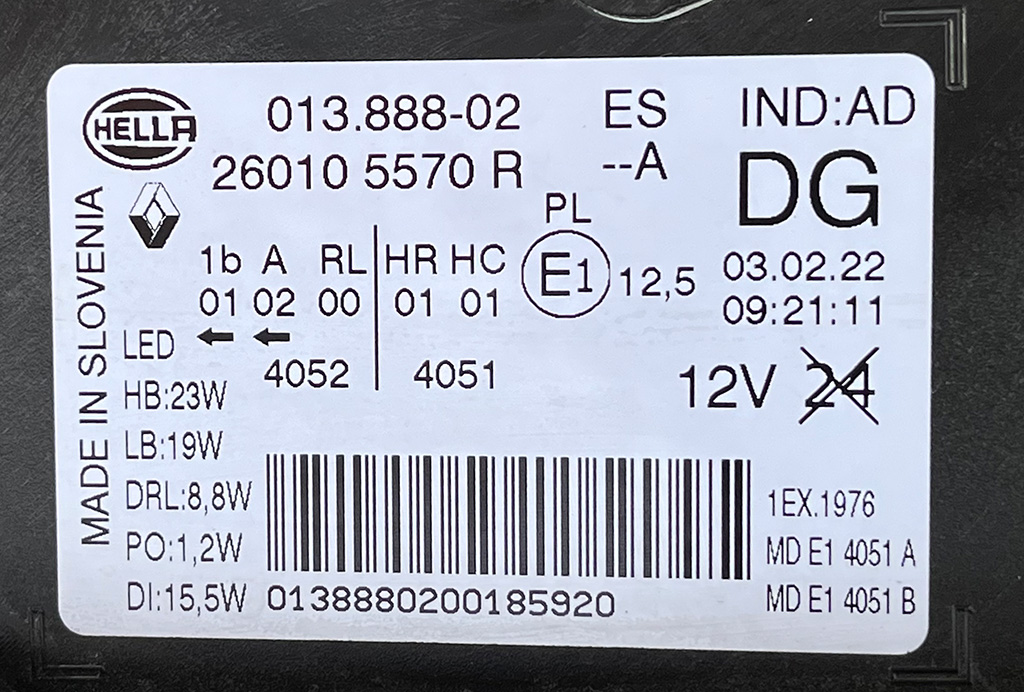 HELLA 013.888-02 ES IND:AD
26010 5570 R --A DG
MADE IN SLOVENIA
PL
1b A RL HR HC E1 12,5 03.02.22
01 02 00 01 01 09:21:11
LED ← ←
4052 4051 12V 24
HB:23W
LB:19W
DRL:8,8W 1EX.1976
PO:1,2W MD E1 4051 A
DI:15,5W 0138880200185920 MD E1 4051 B